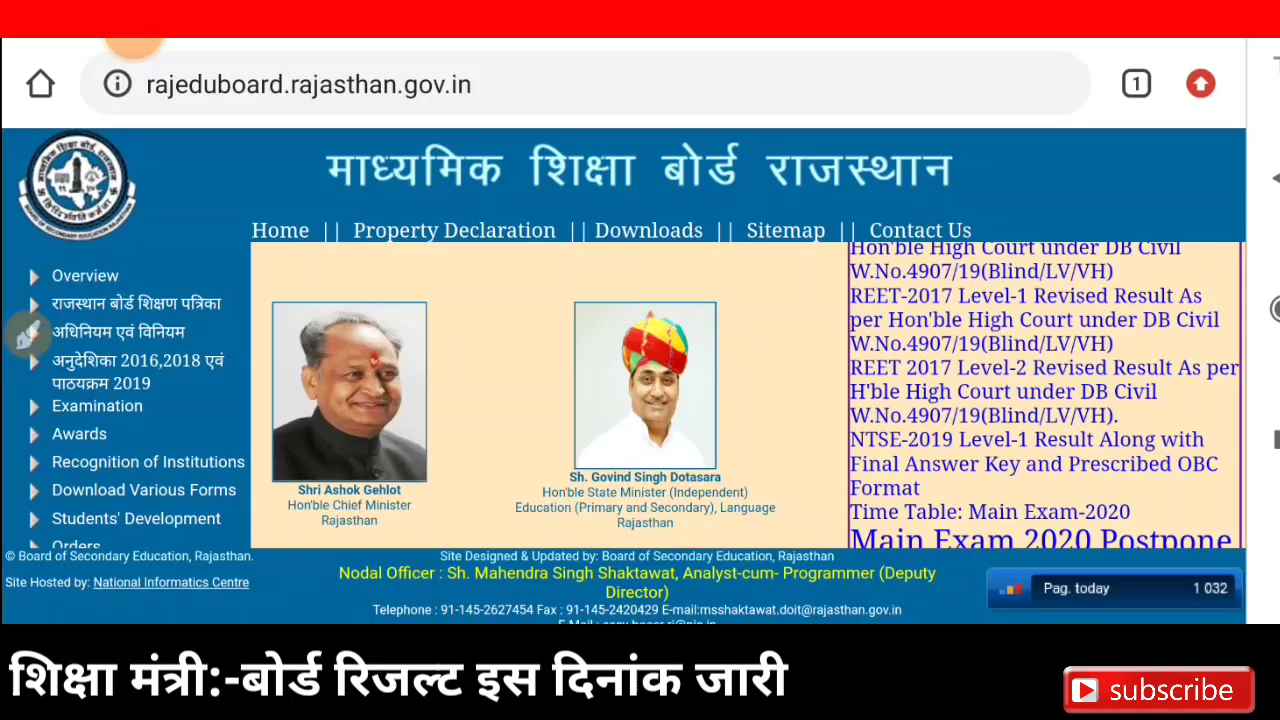 rajeduboard.rajasthan.gov.in
1
माध्यमिक शिक्षा बोर्ड राजस्थान
Home || Property Declaration || Downloads || Sitemap || Contact Us
Overview
राजस्थान बोर्ड शिक्षण पत्रिका
अधिनियम एवं विनियम
अनुदेशिका 2016,2018 एवं
पाठयक्रम 2019
Examination
Awards
Recognition of Institutions
Download Various Forms
Students' Development
Orders
Shri Ashok Gehlot
Hon'ble Chief Minister
Rajasthan
Sh. Govind Singh Dotasara
Hon'ble State Minister (Independent)
Education (Primary and Secondary), Language
Rajasthan
Hon'ble High Court under DB Civil
W.No.4907/19(Blind/LV/VH)
REET-2017 Level-1 Revised Result As
per Hon'ble High Court under DB Civil
W.No.4907/19(Blind/LV/VH)
REET 2017 Level-2 Revised Result As per
H'ble High Court under DB Civil
W.No.4907/19(Blind/LV/VH).
NTSE-2019 Level-1 Result Along with
Final Answer Key and Prescribed OBC
Format
Time Table: Main Exam-2020
Main Exam 2020 Postpone
© Board of Secondary Education, Rajasthan.
Site Hosted by: National Informatics Centre
Site Designed & Updated by: Board of Secondary Education, Rajasthan
Nodal Officer : Sh. Mahendra Singh Shaktawat, Analyst-cum- Programmer (Deputy
Director)
Telephone : 91-145-2627454 Fax : 91-145-2420429 E-mail:msshaktawat.doit@rajasthan.gov.in
Pag. today 1 032
शिक्षा मंत्री:-बोर्ड रिजल्ट इस दिनांक जारी
subscribe